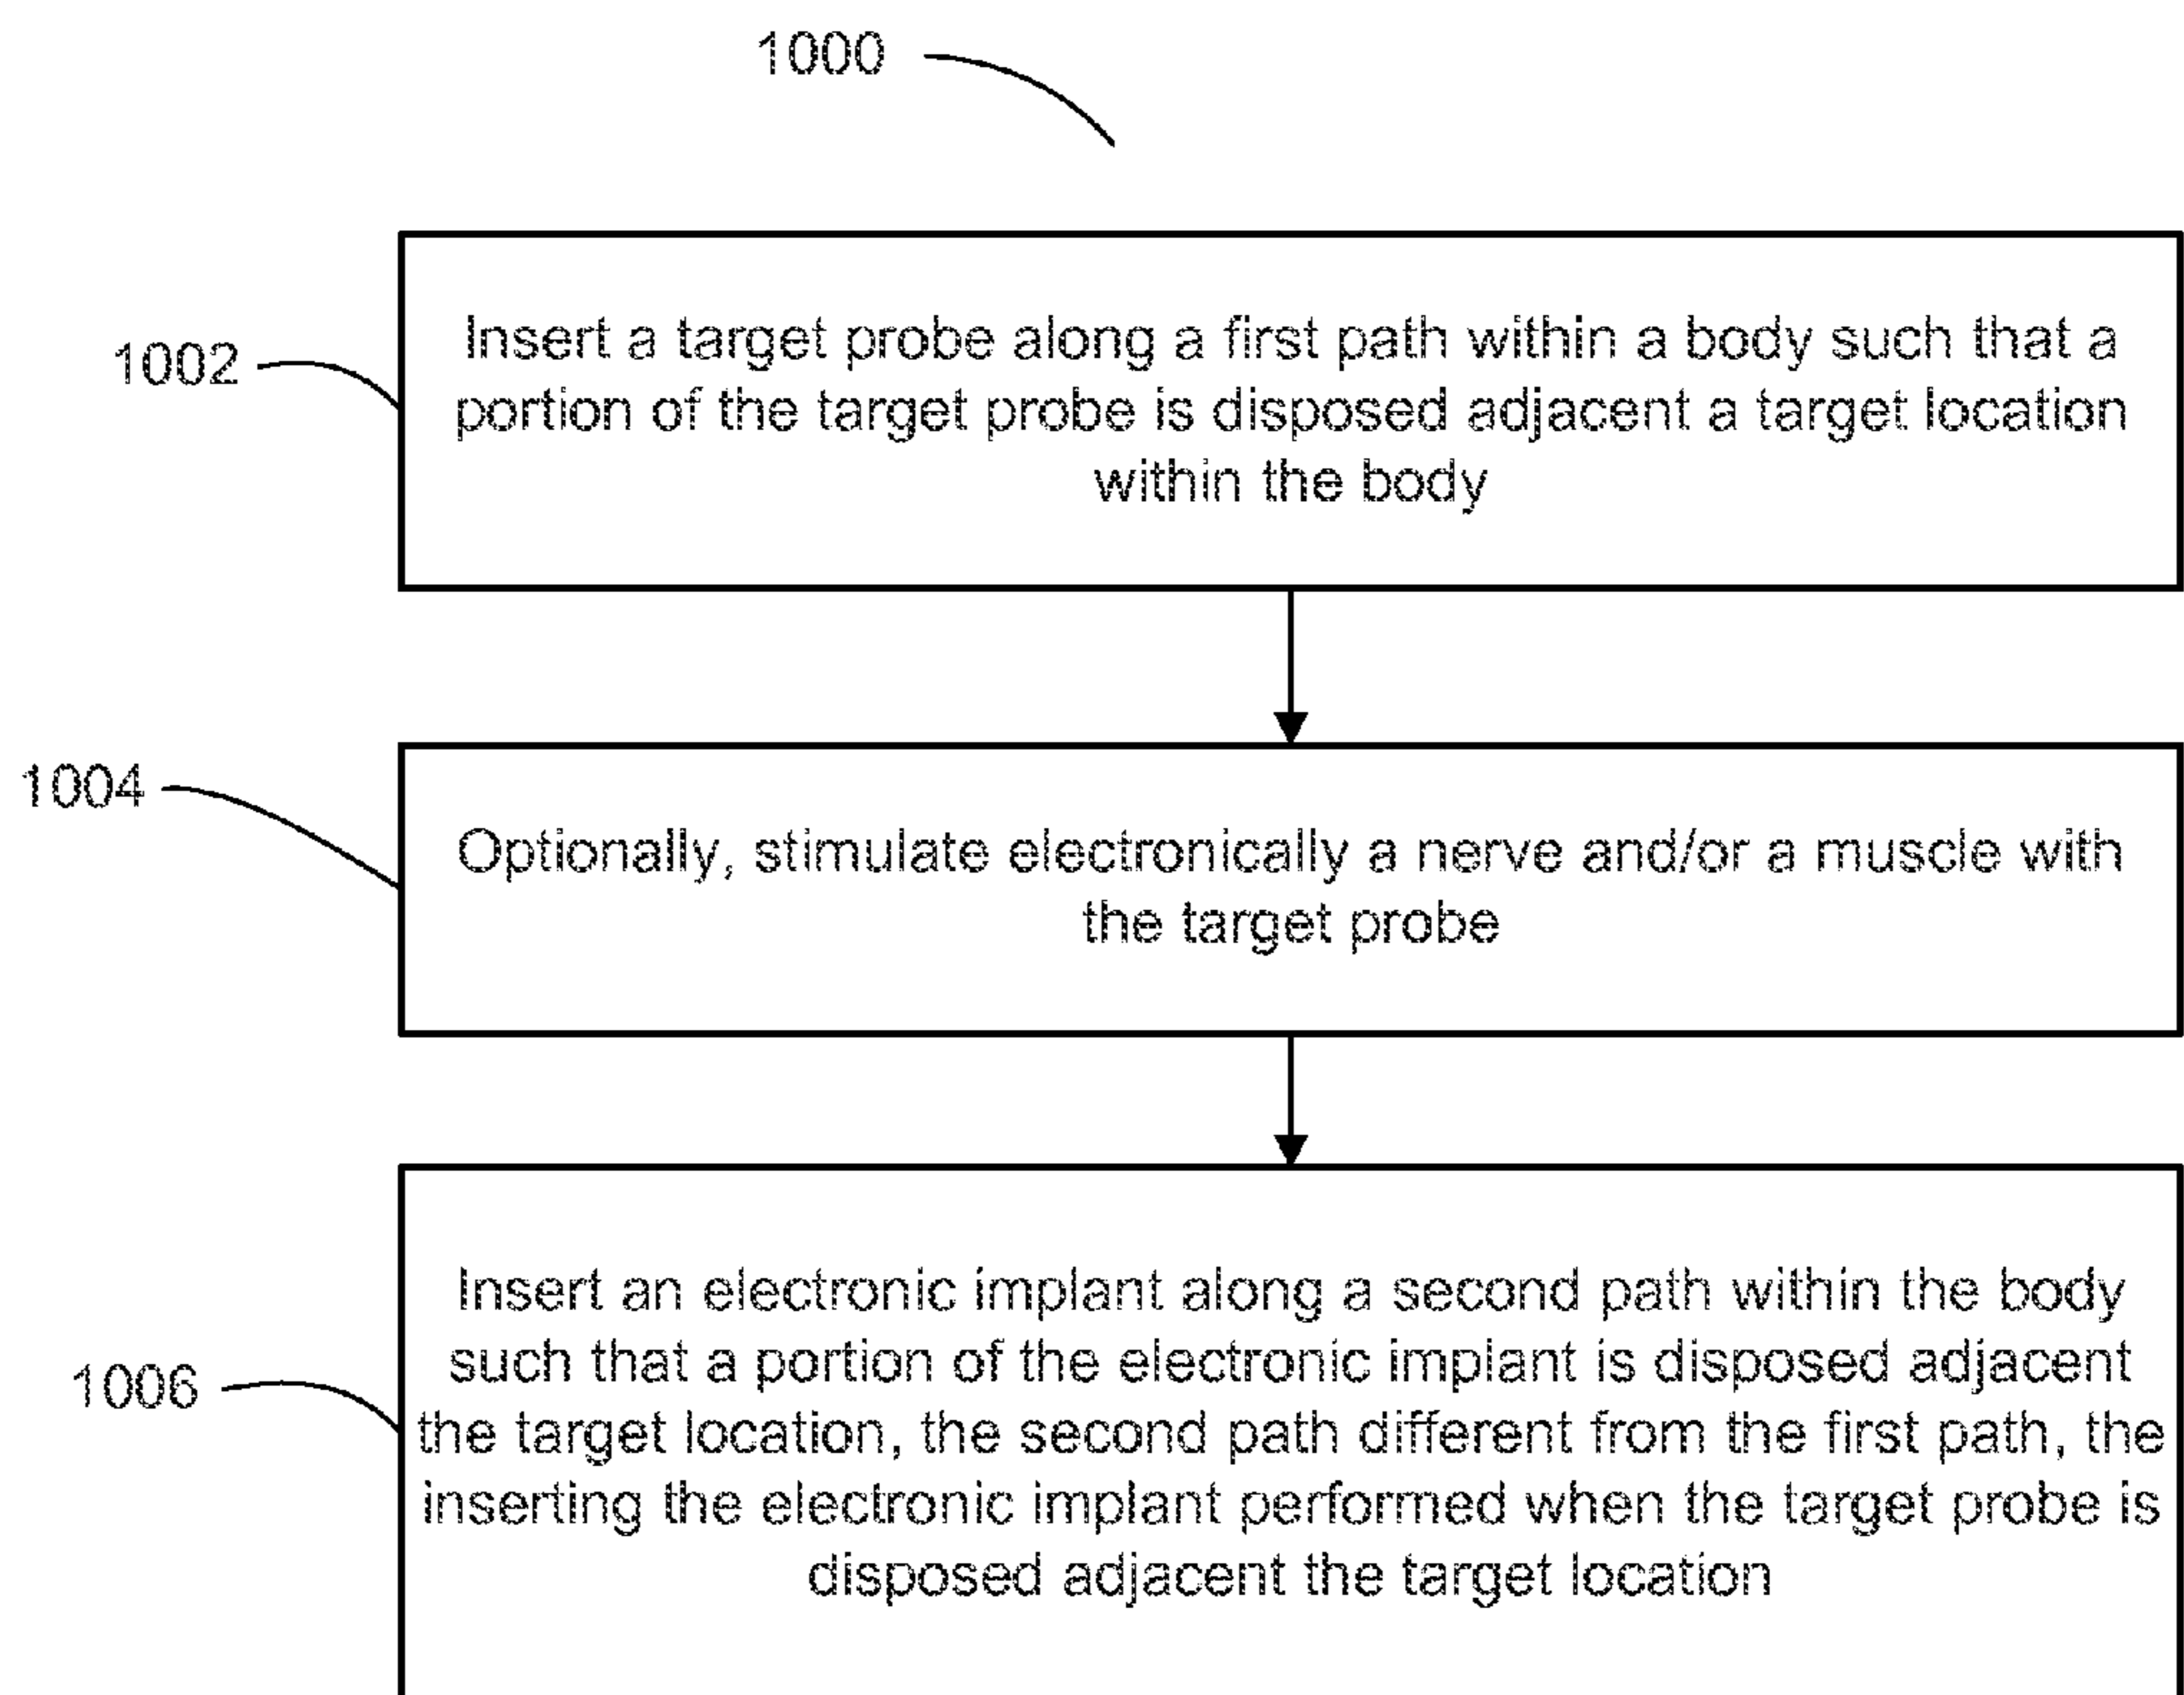 1000
1002
Insert a target probe along a first path within a body such that a
portion of the target probe is disposed adjacent a target location
within the body
1004
Optionally, stimulate electronically a nerve and/or a muscle with
the target probe
1006
Insert an electronic implant along a second path within the body
such that a portion of the electronic implant is disposed adjacent
the target location, the second path different from the first path, the
inserting the electronic implant performed when the target probe is
disposed adjacent the target location